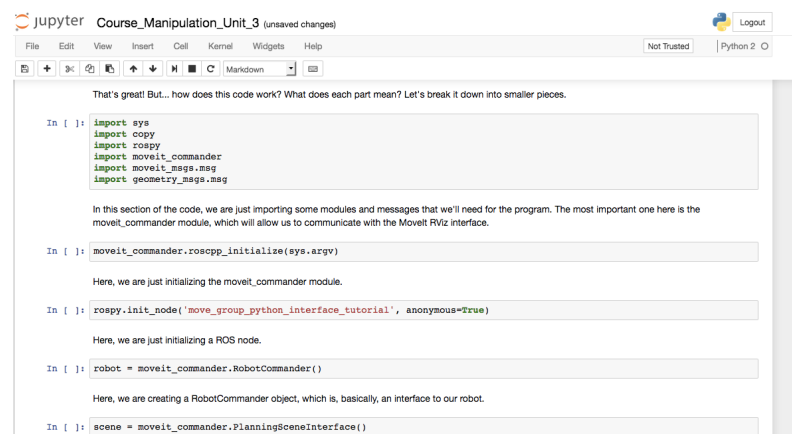 jupyter Course_Manipulation_Unit_3 (unsaved changes)
Logout
File Edit View Insert Cell Kernel Widgets Help
Not Trusted
Python 2
Markdown
That's great! But... how does this code work? What does each part mean? Let's break it down into smaller pieces.
In [ ]: import sys
import copy
import rospy
import moveit_commander
import moveit_msgs.msg
import geometry_msgs.msg
In this section of the code, we are just importing some modules and messages that we'll need for the program. The most important one here is the
moveit_commander module, which will allow us to communicate with the MoveIt RViz interface.
In [ ]: moveit_commander.roscpp_initialize(sys.argv)
Here, we are just initializing the moveit_commander module.
In [ ]: rospy.init_node('move_group_python_interface_tutorial', anonymous=True)
Here, we are just initializing a ROS node.
In [ ]: robot = moveit_commander.RobotCommander()
Here, we are creating a RobotCommander object, which is, basically, an interface to our robot.
In [ ]: scene = moveit_commander.PlanningSceneInterface()